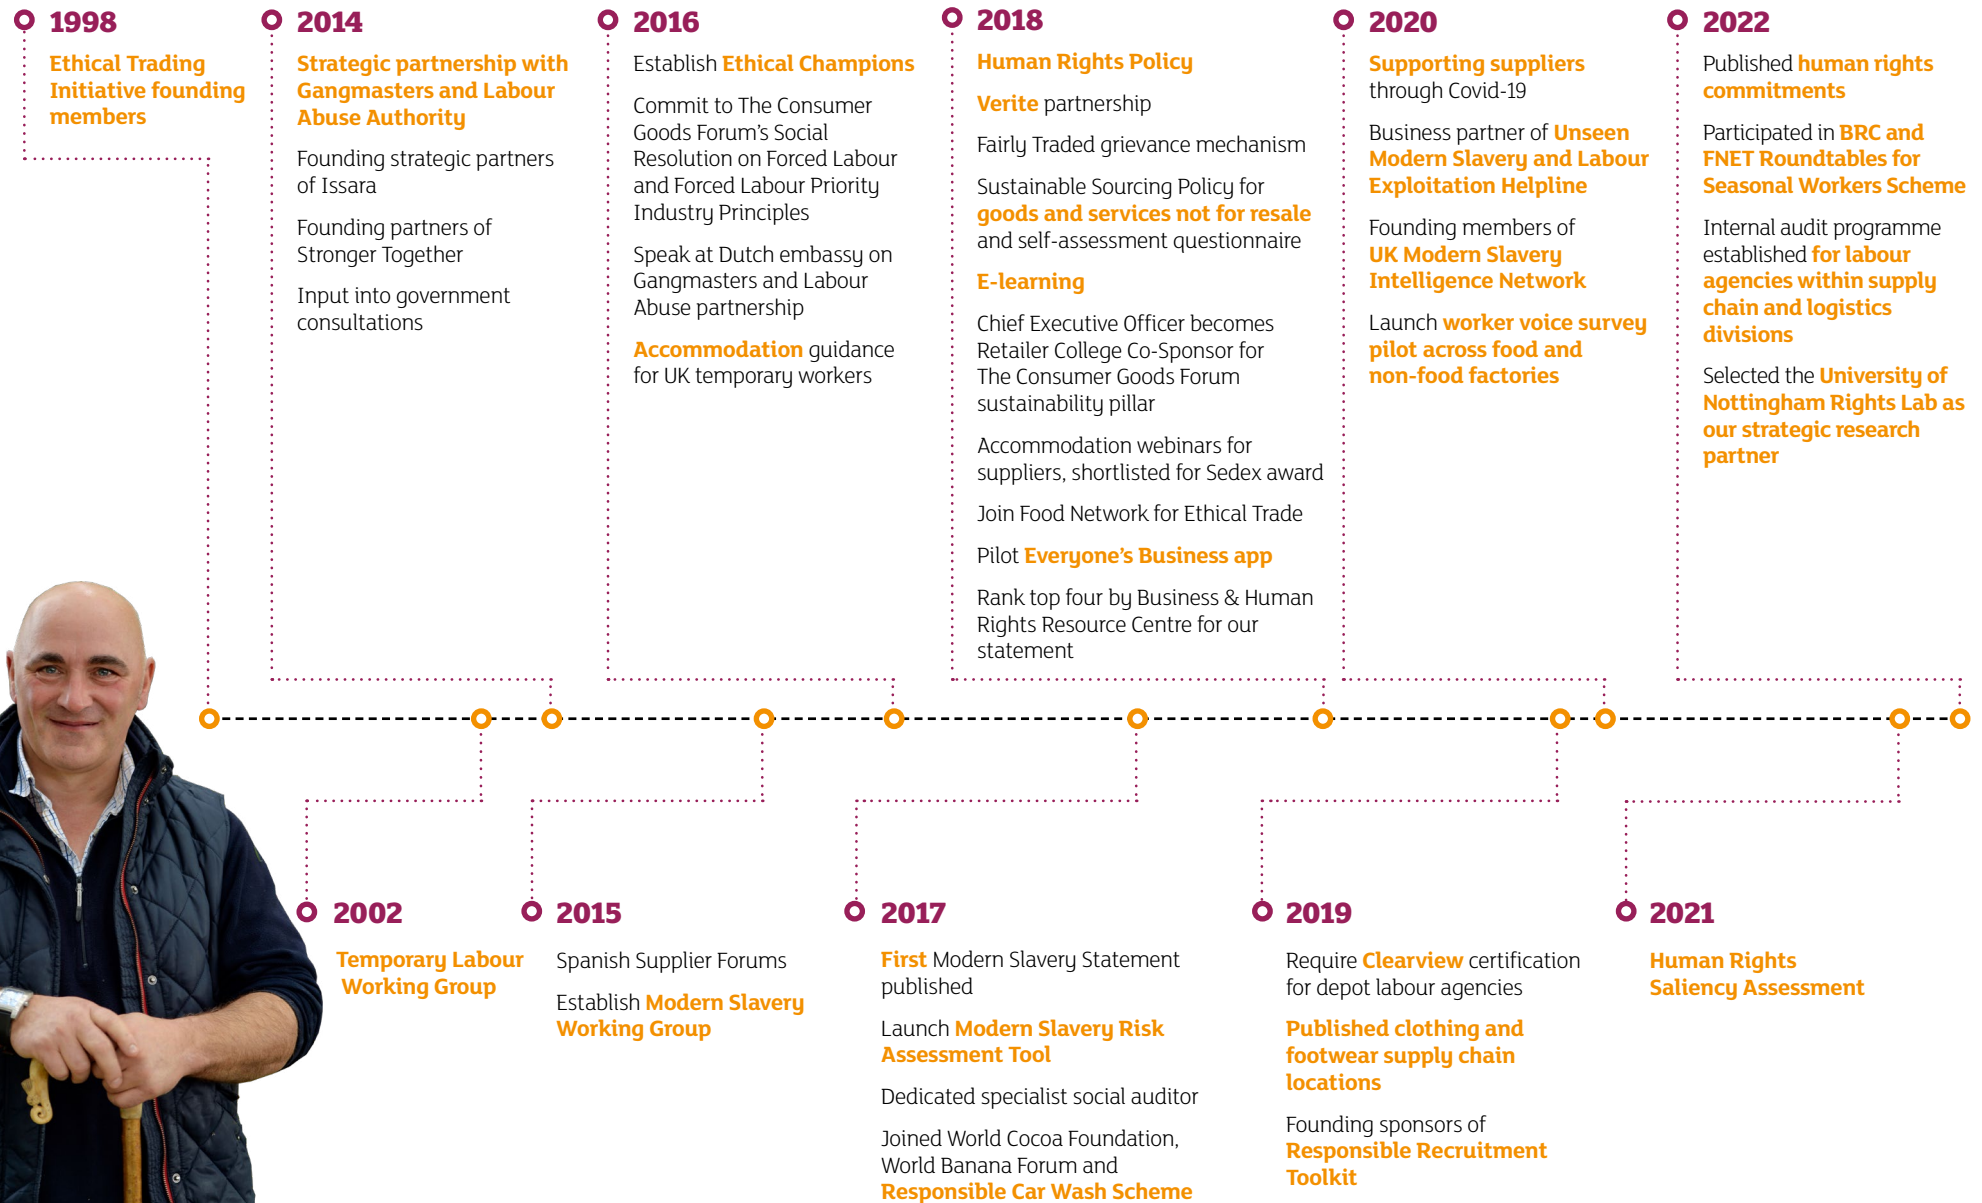 1998
Ethical Trading
Initiative founding
members
2014
Strategic partnership with
Gangmasters and Labour
Abuse Authority
Founding strategic partners
of Issara
Founding partners of
Stronger Together
Input into government
consultations
2016
Establish Ethical Champions
Commit to The Consumer
Goods Forum's Social
Resolution on Forced Labour
and Forced Labour Priority
Industry Principles
Speak at Dutch embassy on
Gangmasters and Labour
Abuse partnership
Accommodation guidance
for UK temporary workers
2018
Human Rights Policy
Verite partnership
Fairly Traded grievance mechanism
Sustainable Sourcing Policy for
goods and services not for resale
and self-assessment questionnaire
E-learning
Chief Executive Officer becomes
Retailer College Co-Sponsor for
The Consumer Goods Forum
sustainability pillar
Accommodation webinars for
suppliers, shortlisted for Sedex award
Join Food Network for Ethical Trade
Pilot Everyone's Business app
Rank top four by Business & Human
Rights Resource Centre for our
statement
2020
Supporting suppliers
through Covid-19
Business partner of Unseen
Modern Slavery and Labour
Exploitation Helpline
Founding members of
UK Modern Slavery
Intelligence Network
Launch worker voice survey
pilot across food and
non-food factories
2022
Published human rights
commitments
Participated in BRC and
FNET Roundtables for
Seasonal Workers Scheme
Internal audit programme
established for labour
agencies within supply
chain and logistics
divisions
Selected the University of
Nottingham Rights Lab as
our strategic research
partner
2002
Temporary Labour
Working Group
2015
Spanish Supplier Forums
Establish Modern Slavery
Working Group
2017
First Modern Slavery Statement
published
Launch Modern Slavery Risk
Assessment Tool
Dedicated specialist social auditor
Joined World Cocoa Foundation,
World Banana Forum and
Responsible Car Wash Scheme
2019
Require Clearview certification
for depot labour agencies
Published clothing and
footwear supply chain
locations
Founding sponsors of
Responsible Recruitment
Toolkit
2021
Human Rights
Saliency Assessment